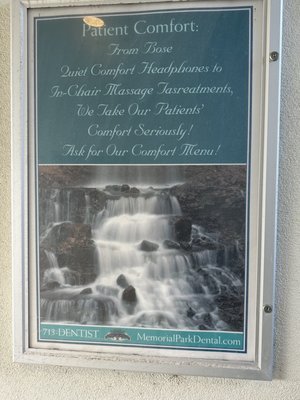 Patient Comfort:
From Bose
Quiet Comfort Headphones to
In-Chair Massage Tasreatments,
We Take Our Patients'
Comfort Seriously!
Ask for Our Comfort Menu!
713-DENTIST MemorialParkDental.com